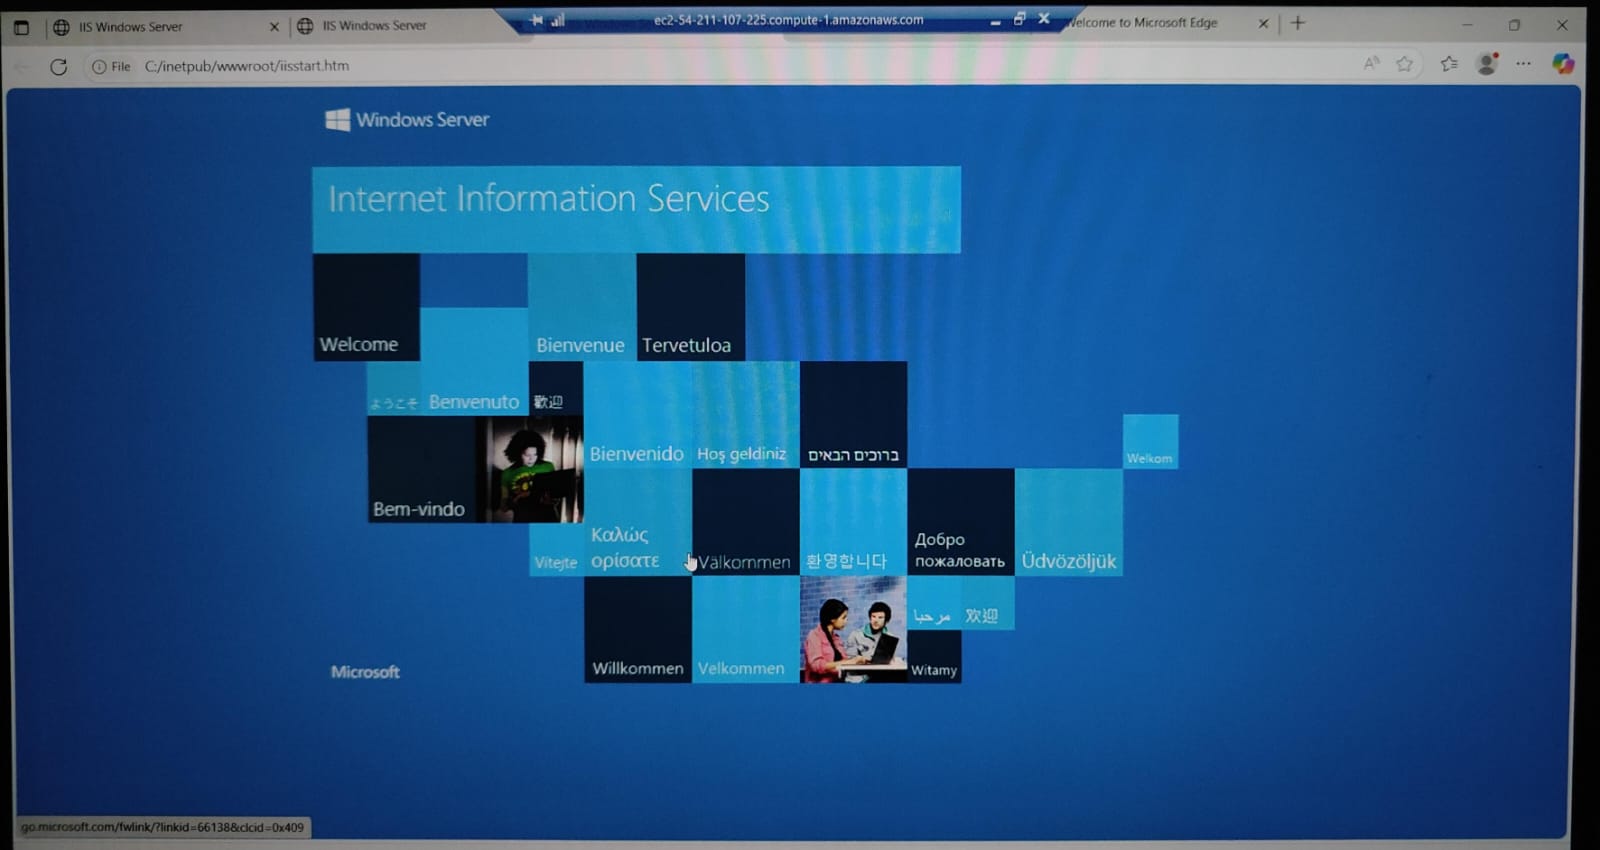 IIS Windows Server
IIS Windows Server
ec2-54-211-107-225.compute-1.amazonaws.com
Welcome to Microsoft Edge
File C:/inetpub/wwwroot/iisstart.htm
Windows Server
Internet Information Services
Welcome
Bienvenue
Tervetuloa
ようこそ
Benvenuto
歡迎
Bienvenido
Hoş geldiniz
ברוכים הבאים
Welkom
Bem-vindo
Vítejte
Καλώς
ορίσατε
Välkommen
환영합니다
Добро
пожаловать
Üdvözöljük
مرحبا
欢迎
Microsoft
Willkommen
Velkommen
Witamy
go.microsoft.com/fwlink/?linkid=66138&clcid=0x409